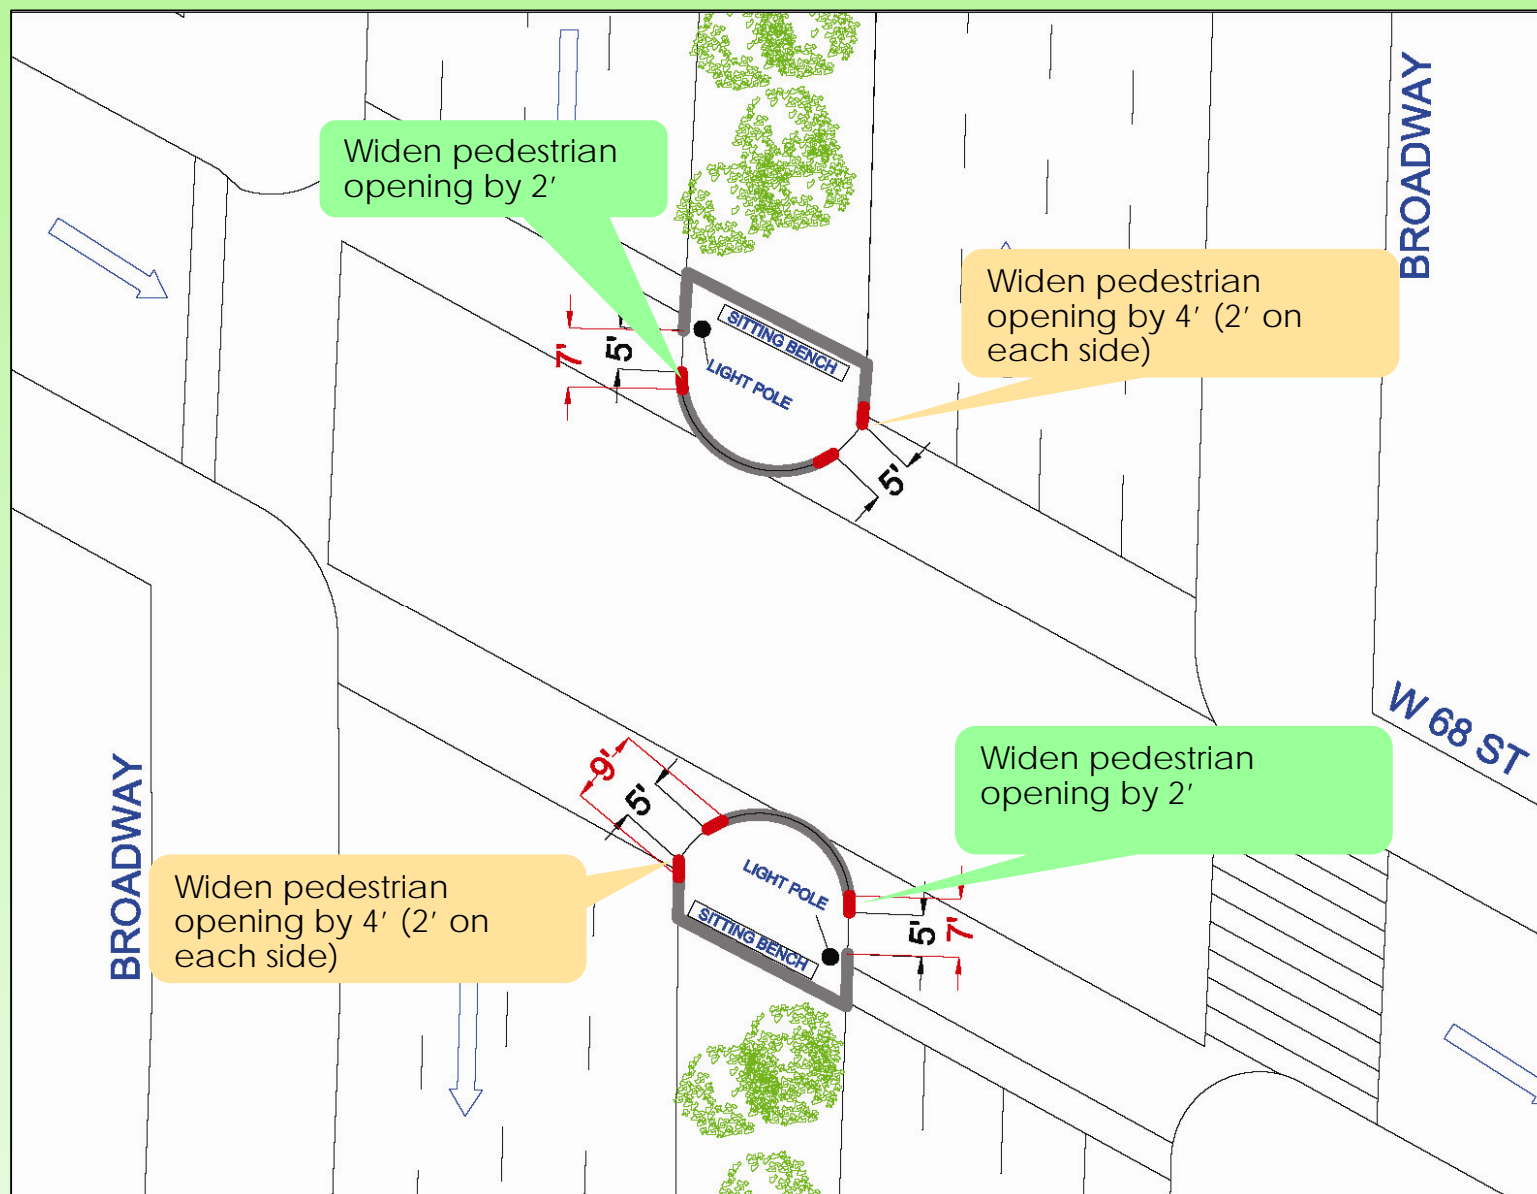 BROADWAY
Widen pedestrian
opening by 2′
Widen pedestrian
opening by 4′ (2′ on
each side)
SITTING BENCH
7'
5'
LIGHT POLE
5'
W 68 ST
9'
5'
Widen pedestrian
opening by 2′
BROADWAY
Widen pedestrian
opening by 4′ (2′ on
each side)
LIGHT POLE
SITTING BENCH
5'
7'